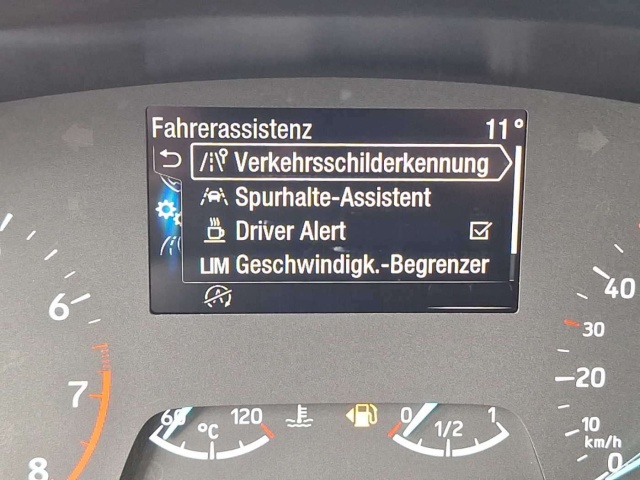 Fahrerassistenz 11°
Verkehrsschilderkennung
Spurhalte-Assistent
Driver Alert
LIM Geschwindigk.-Begrenzer
6
7
8
40
30
20
10
km/h
0
60 120
°C
0 1/2 1